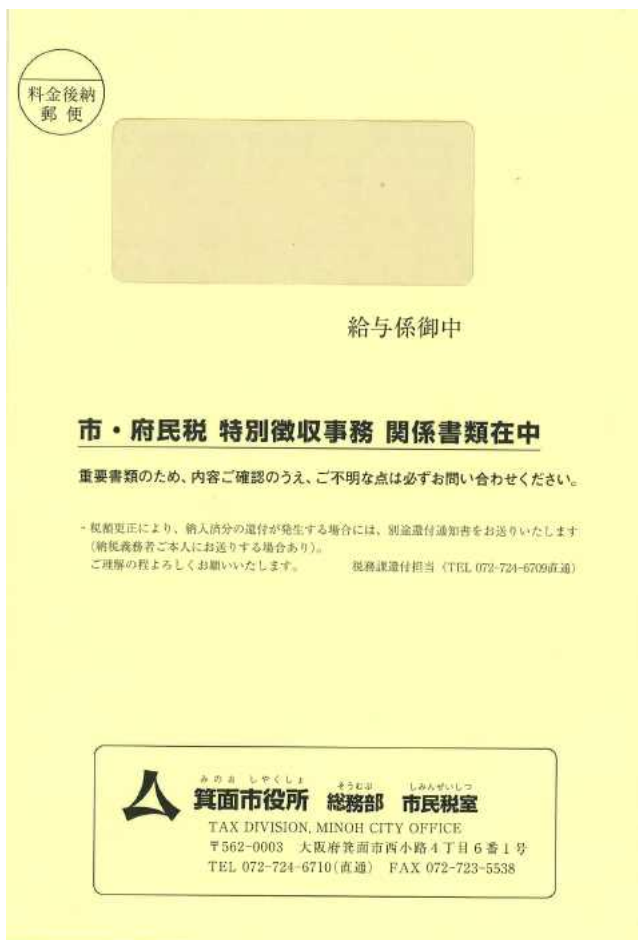 料金後納
郵 便
給与係御中
市・府民税 特別徴収事務 関係書類在中
重要書類のため、内容ご確認のうえ、ご不明な点は必ずお問い合わせください。
・税額更正により、納入済分の還付が発生する場合には、別途還付通知書をお送りいたします
(納税義務者ご本人にお送りする場合あり)。
ご理解の程よろしくお願いいたします。 税務課還付担当 (TEL 072-724-6709直通)
みのお しやくしょ そうむぶ しみんぜいしつ
箕面市役所 総務部 市民税室
TAX DIVISION, MINOH CITY OFFICE
〒562-0003 大阪府箕面市西小路4丁目6番1号
TEL 072-724-6710(直通) FAX 072-723-5538